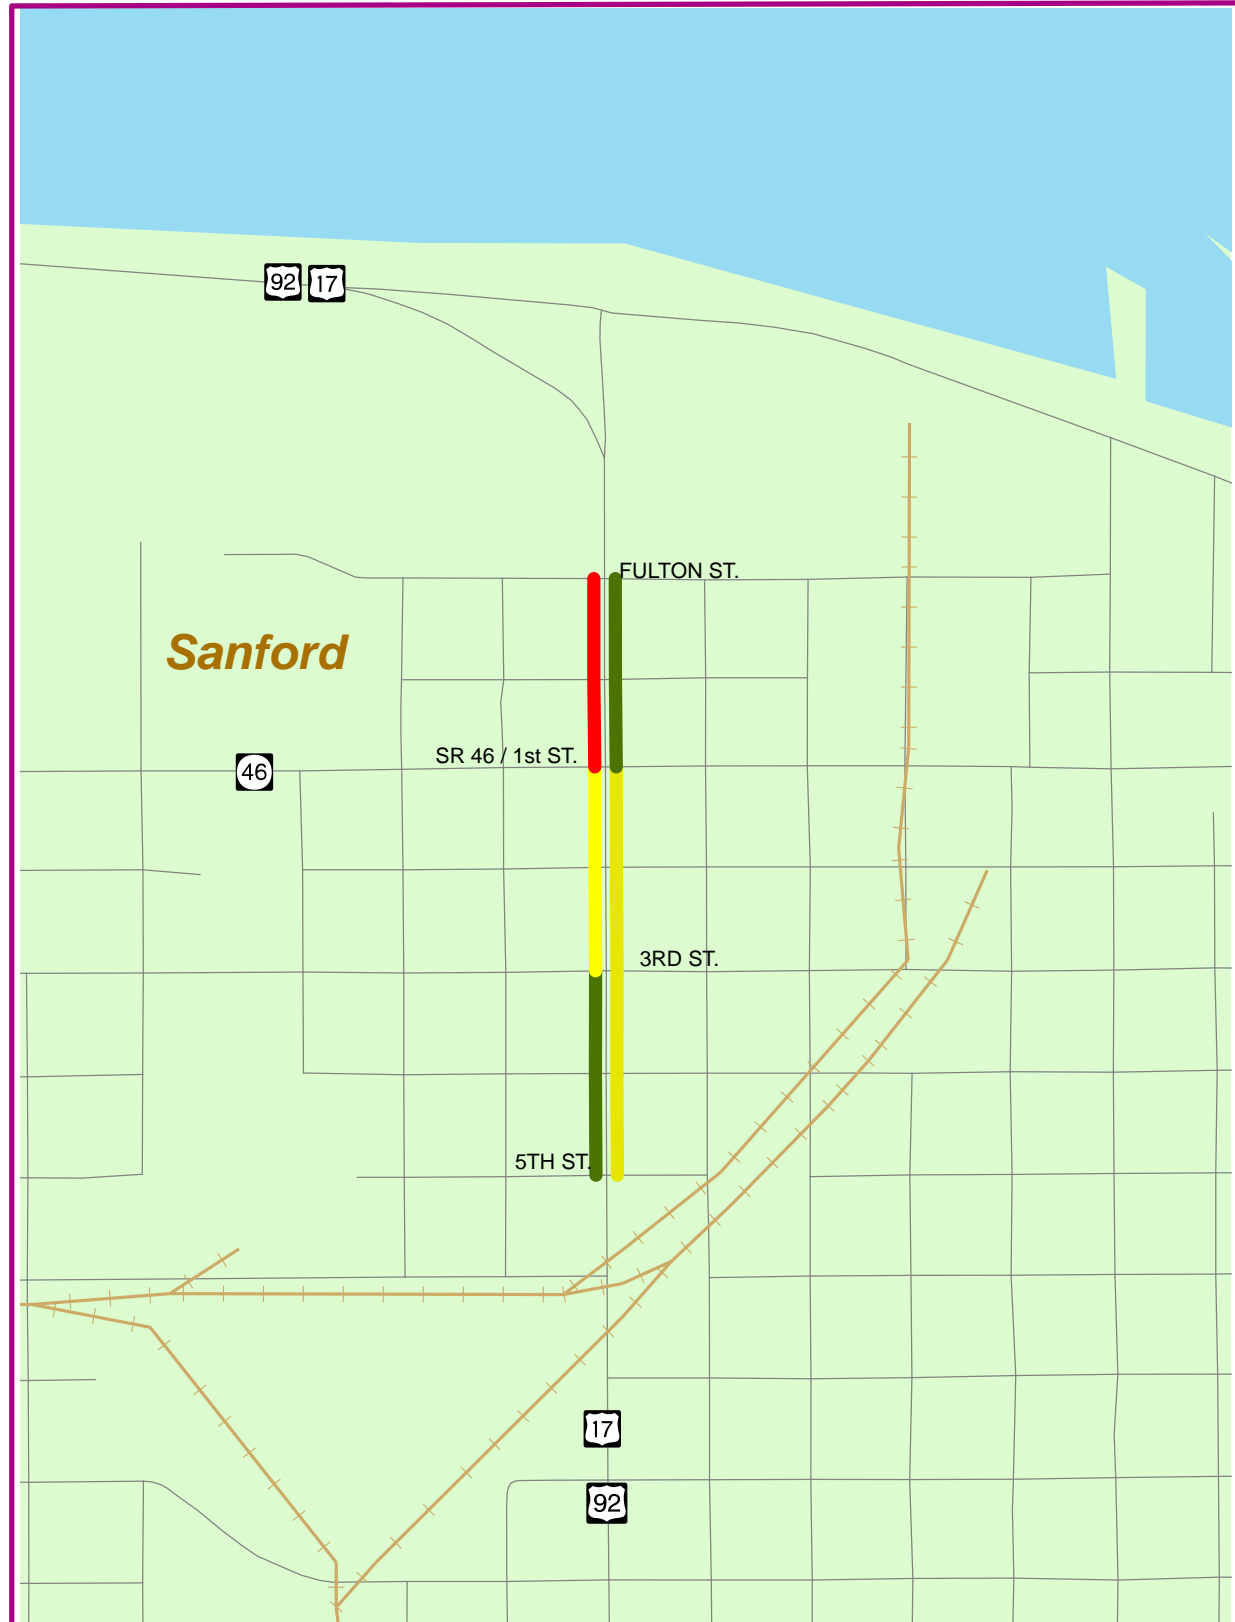 92 17
FULTON ST.
Sanford
SR 46 / 1st ST.
46
3RD ST.
5TH ST.
17
92